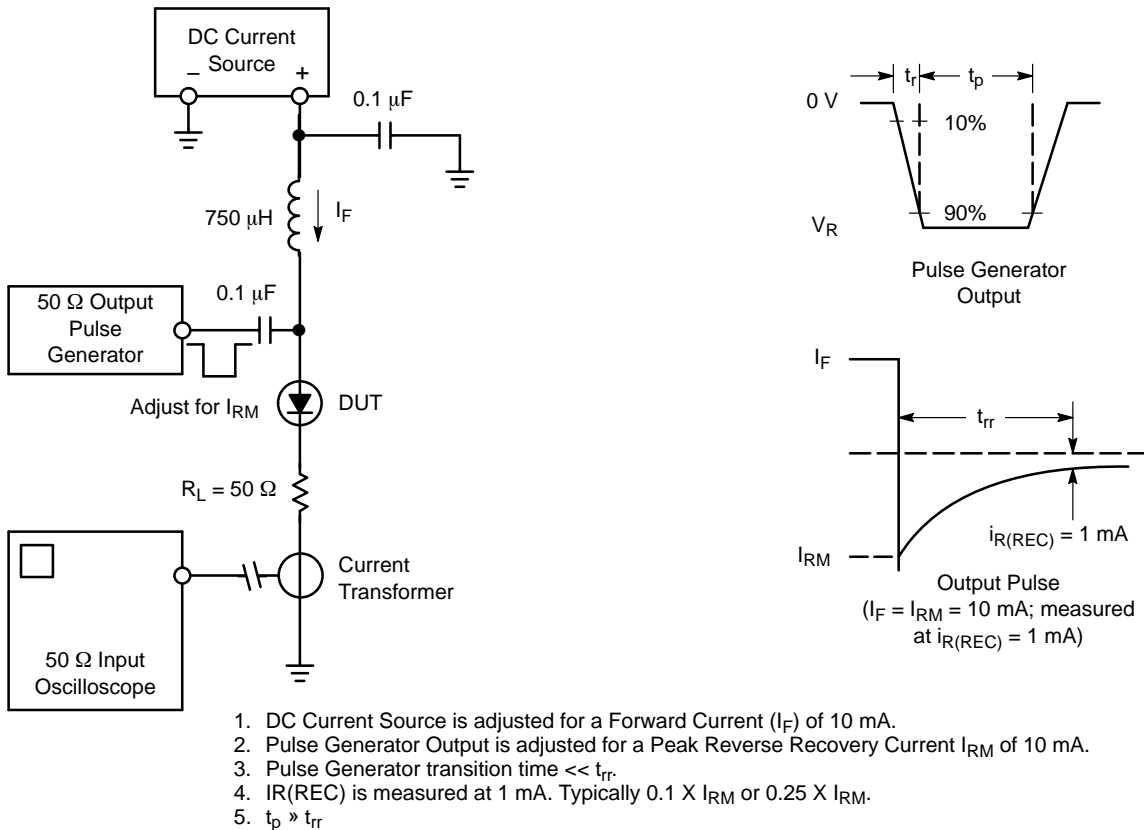 DC Current
Source
–
+
0.1 μF
750 μH
I_F
50 Ω Output
Pulse
Generator
0.1 μF
Adjust for I_RM
DUT
R_L = 50 Ω
Current
Transformer
50 Ω Input
Oscilloscope
t_r
t_p
0 V
10%
90%
V_R
Pulse Generator
Output
I_F
t_rr
i_R(REC) = 1 mA
I_RM
Output Pulse
(I_F = I_RM = 10 mA; measured
at i_R(REC) = 1 mA)
1. DC Current Source is adjusted for a Forward Current (I_F) of 10 mA.
2. Pulse Generator Output is adjusted for a Peak Reverse Recovery Current I_RM of 10 mA.
3. Pulse Generator transition time << t_rr.
4. IR(REC) is measured at 1 mA. Typically 0.1 X I_RM or 0.25 X I_RM.
5. t_p » t_rr